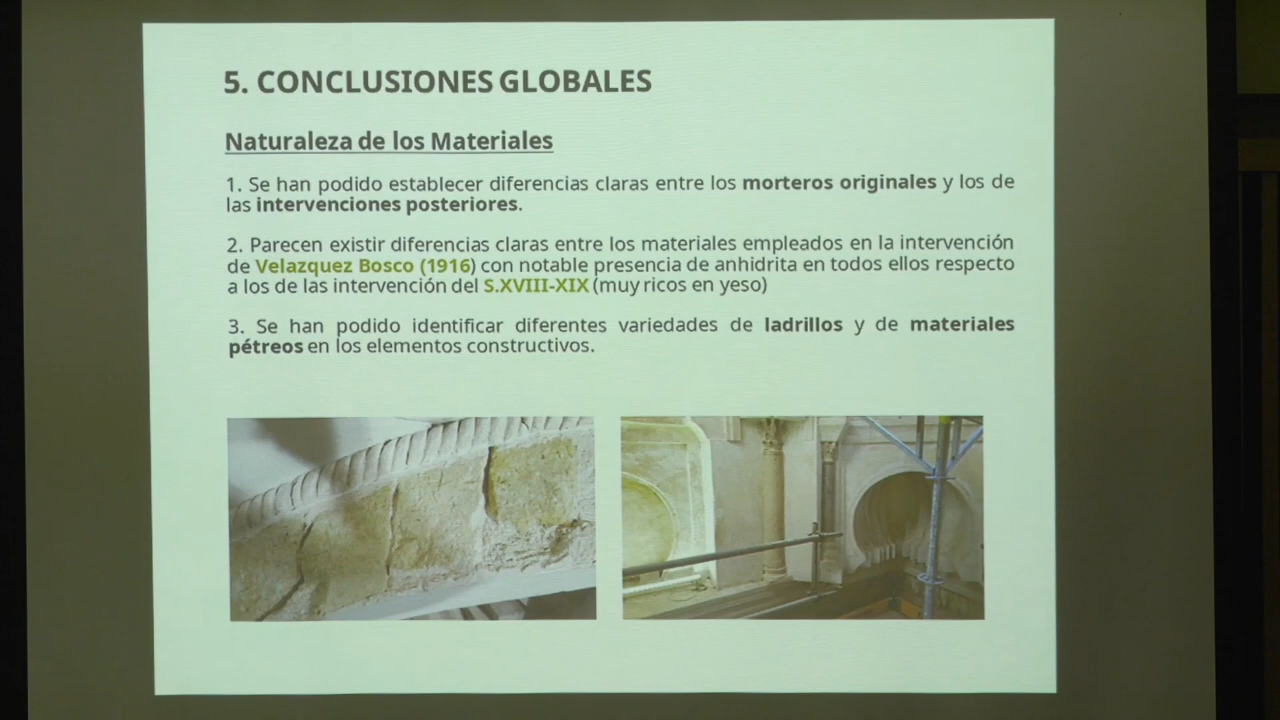 5. CONCLUSIONES GLOBALES
Naturaleza de los Materiales
1. Se han podido establecer diferencias claras entre los morteros originales y los de
las intervenciones posteriores.
2. Parecen existir diferencias claras entre los materiales empleados en la intervención
de Velazquez Bosco (1916) con notable presencia de anhidrita en todos ellos respecto
a los de las intervención del S.XVIII-XIX (muy ricos en yeso)
3. Se han podido identificar diferentes variedades de ladrillos y de materiales
pétreos en los elementos constructivos.